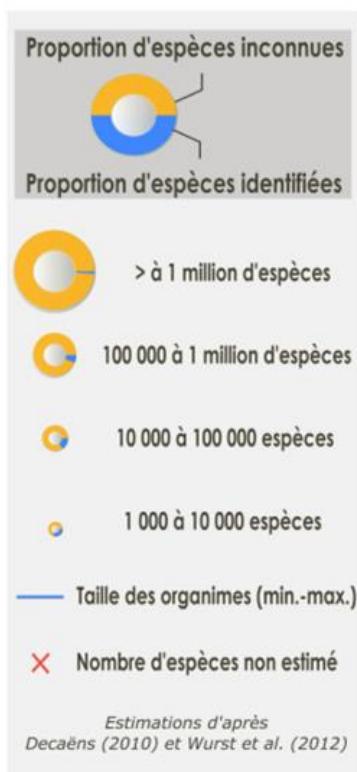 Proportion d'espèces inconnues
Proportion d'espèces identifiées
> à 1 million d'espèces
100 000 à 1 million d'espèces
10 000 à 100 000 espèces
1 000 à 10 000 espèces
Taille des organimes (min.-max.)
Nombre d'espèces non estimé
Estimations d'après
Decaëns (2010) et Wurst et al. (2012)